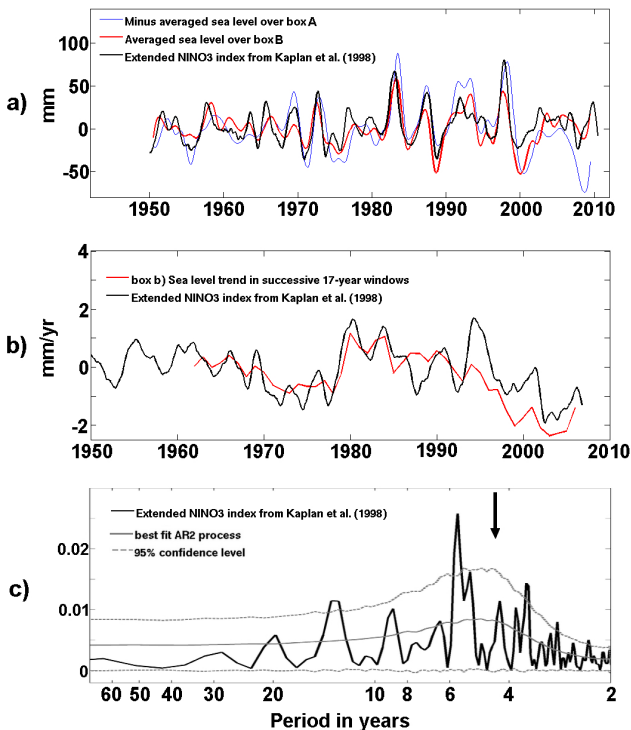 a)
Minus averaged sea level over box A
Averaged sea level over box B
Extended NINO3 index from Kaplan et al. (1998)
mm
100
50
0
-50
1950 1960 1970 1980 1990 2000 2010
b)
box b) Sea level trend in successive 17-year windows
Extended NINO3 index from Kaplan et al. (1998)
mm/yr
4
2
0
-2
1950 1960 1970 1980 1990 2000 2010
c)
Extended NINO3 index from Kaplan et al. (1998)
best fit AR2 process
95% confidence level
0.02
0.01
0
60 50 40 30 20 10 8 6 4 2
Period in years